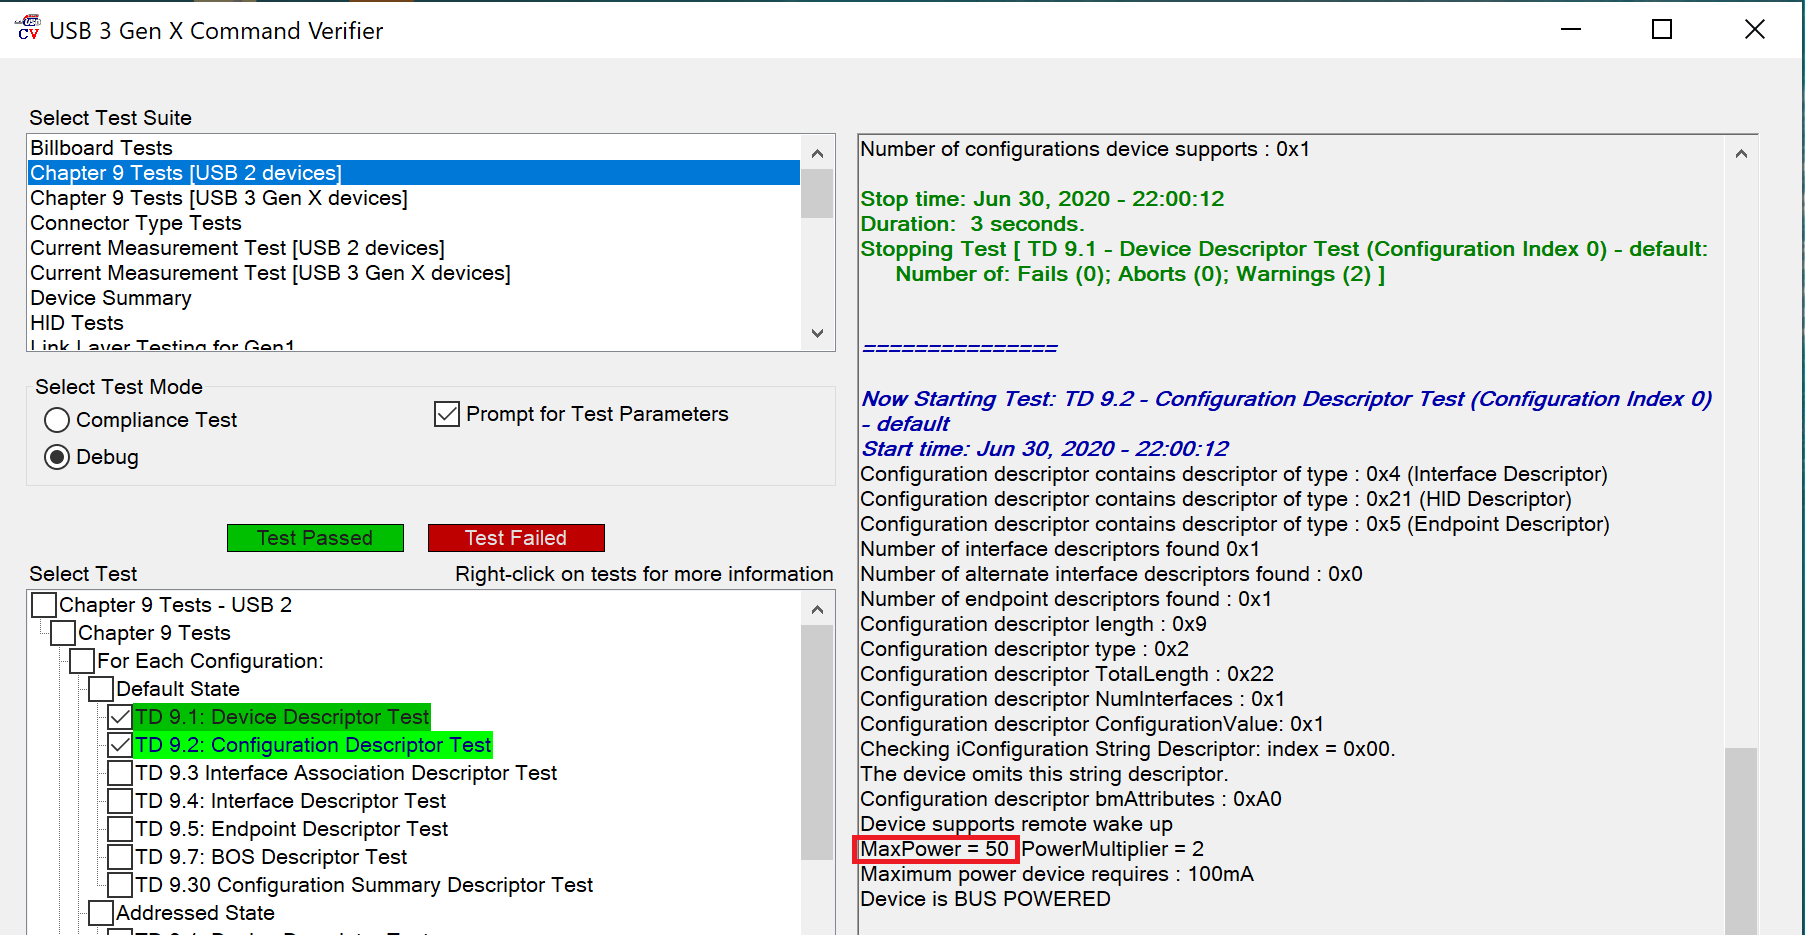 USB 3 Gen X Command Verifier
Select Test Suite
Billboard Tests
Chapter 9 Tests [USB 2 devices]
Chapter 9 Tests [USB 3 Gen X devices]
Connector Type Tests
Current Measurement Test [USB 2 devices]
Current Measurement Test [USB 3 Gen X devices]
Device Summary
HID Tests
Link Layer Testing for Gen1
Select Test Mode
Compliance Test
Prompt for Test Parameters
Debug
Test Passed
Test Failed
Select Test
Right-click on tests for more information
Chapter 9 Tests - USB 2
Chapter 9 Tests
For Each Configuration:
Default State
TD 9.1: Device Descriptor Test
TD 9.2: Configuration Descriptor Test
TD 9.3 Interface Association Descriptor Test
TD 9.4: Interface Descriptor Test
TD 9.5: Endpoint Descriptor Test
TD 9.7: BOS Descriptor Test
TD 9.30 Configuration Summary Descriptor Test
Addressed State
Number of configurations device supports : 0x1
Stop time: Jun 30, 2020 - 22:00:12
Duration:  3 seconds.
Stopping Test [ TD 9.1 - Device Descriptor Test (Configuration Index 0) - default:
Number of: Fails (0); Aborts (0); Warnings (2) ]
===============
Now Starting Test: TD 9.2 - Configuration Descriptor Test (Configuration Index 0)
- default
Start time: Jun 30, 2020 - 22:00:12
Configuration descriptor contains descriptor of type : 0x4 (Interface Descriptor)
Configuration descriptor contains descriptor of type : 0x21 (HID Descriptor)
Configuration descriptor contains descriptor of type : 0x5 (Endpoint Descriptor)
Number of interface descriptors found 0x1
Number of alternate interface descriptors found : 0x0
Number of endpoint descriptors found : 0x1
Configuration descriptor length : 0x9
Configuration descriptor type : 0x2
Configuration descriptor TotalLength : 0x22
Configuration descriptor NumInterfaces : 0x1
Configuration descriptor ConfigurationValue: 0x1
Checking iConfiguration String Descriptor: index = 0x00.
The device omits this string descriptor.
Configuration descriptor bmAttributes : 0xA0
Device supports remote wake up
MaxPower = 50 PowerMultiplier = 2
Maximum power device requires : 100mA
Device is BUS POWERED